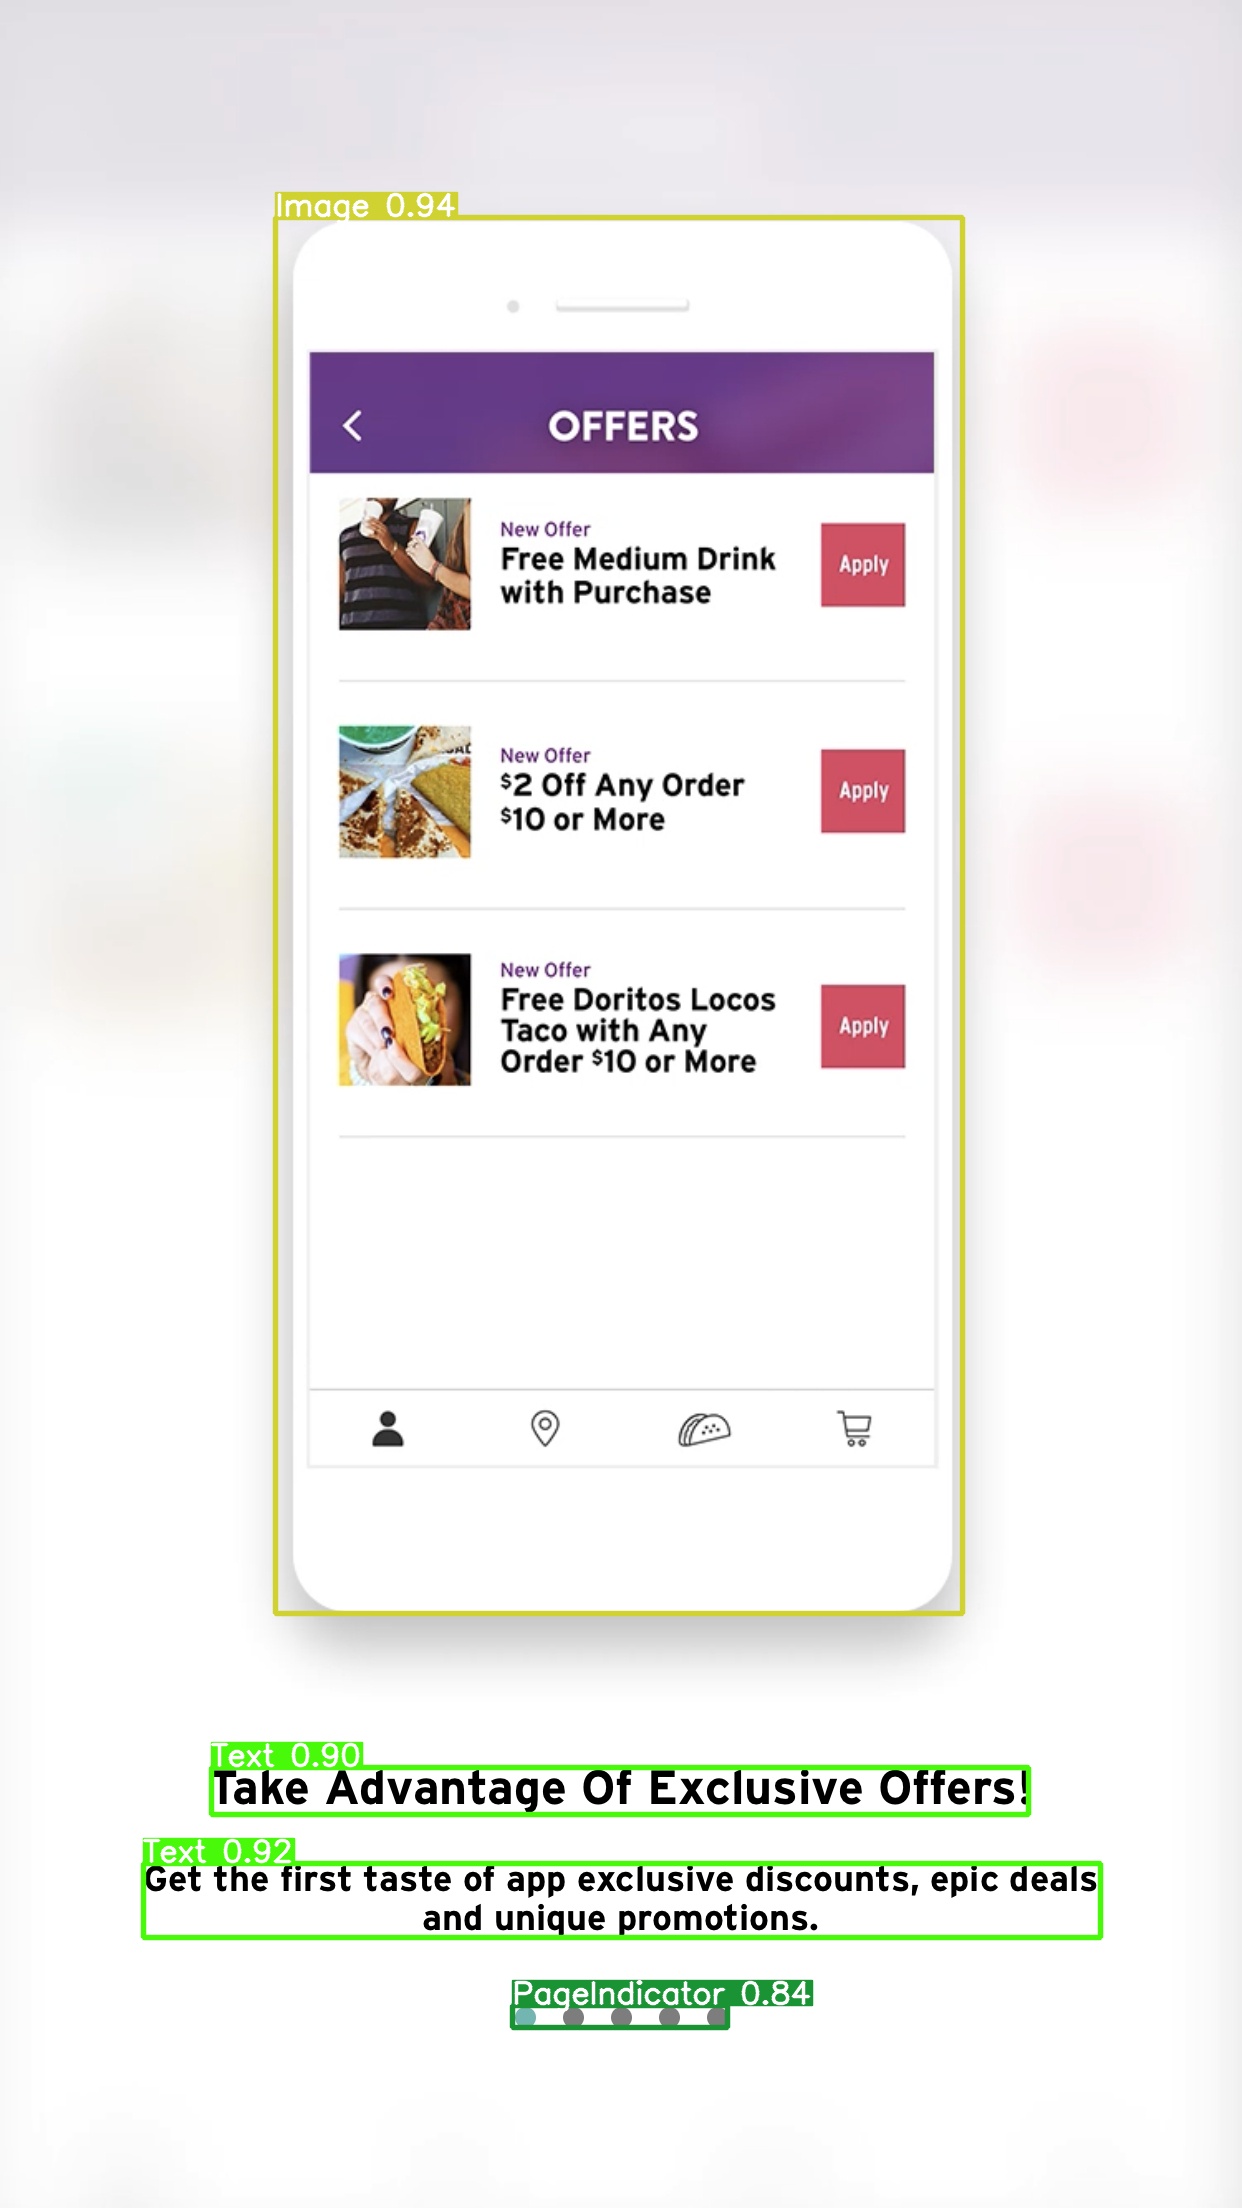 Image 0.94
OFFERS
New Offer
Free Medium Drink
with Purchase
Apply
New Offer
$2 Off Any Order
$10 or More
Apply
New Offer
Free Doritos Locos
Taco with Any
Order $10 or More
Apply
Text 0.90
Take Advantage Of Exclusive Offers!
Text 0.92
Get the first taste of app exclusive discounts, epic deals
and unique promotions.
PageIndicator 0.84